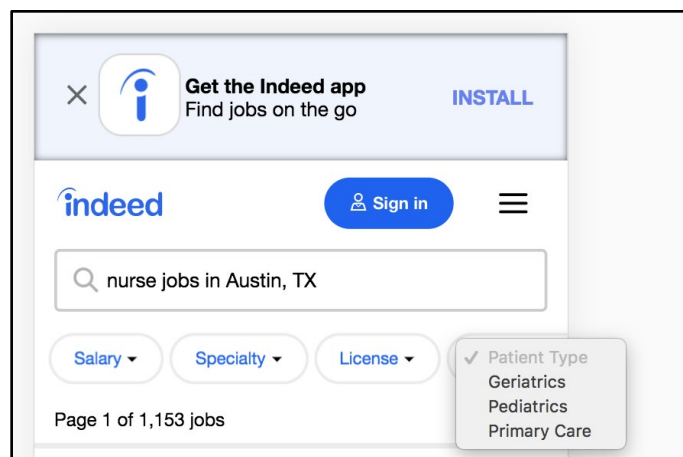 Get the Indeed app
Find jobs on the go
INSTALL
indeed
Sign in
nurse jobs in Austin, TX
Salary
Specialty
License
Patient Type
Geriatrics
Pediatrics
Primary Care
Page 1 of 1,153 jobs